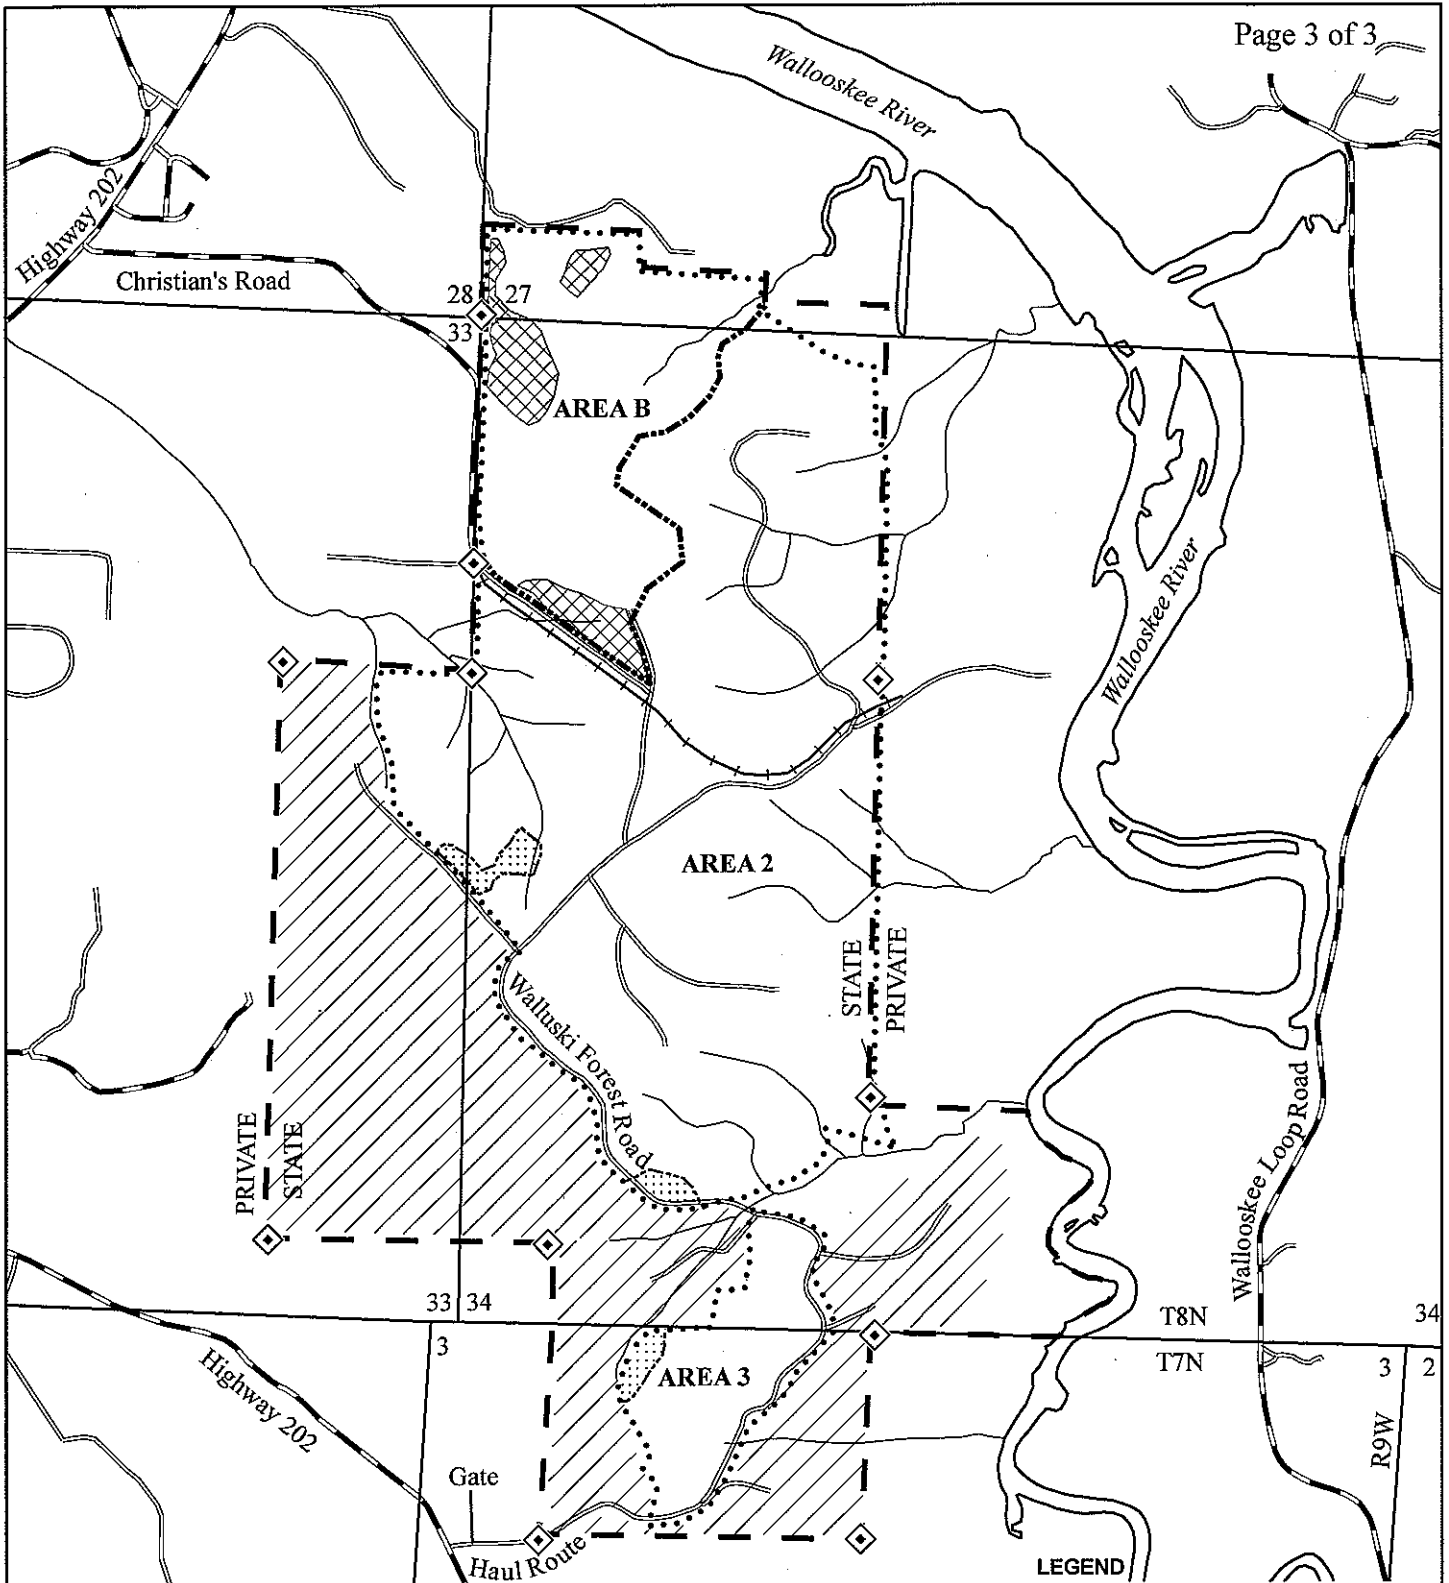 Page 3 of 3
Wallooskee River
Highway 202
Christian's Road
28 27
33
AREA B
Wallooskee River
AREA 2
STATE
PRIVATE
Walluski Forest Road
PRIVATE
STATE
Wallooskee Loop Road
33 34
T8N
34
3
T7N
3 2
AREA 3
Highway 202
R9W
Gate
Haul Route
LEGEND